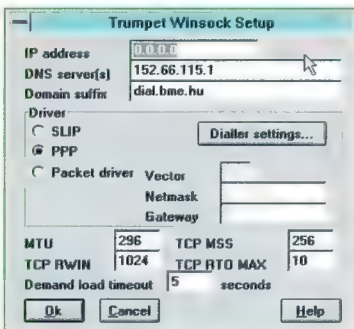 Trumpet Winsock Setup
IP address 0.0.0.0
DNS server(s) 152.66.115.1
Domain suffix dial.bme.hu
Driver
SLIP Dialler settings...
PPP
Packet driver Vector
Netmask
Gateway
MTU 296 TCP MSS 256
TCP RWIN 1024 TCP RTO MAX 10
Demand load timeout 5 seconds
Ok Cancel Help